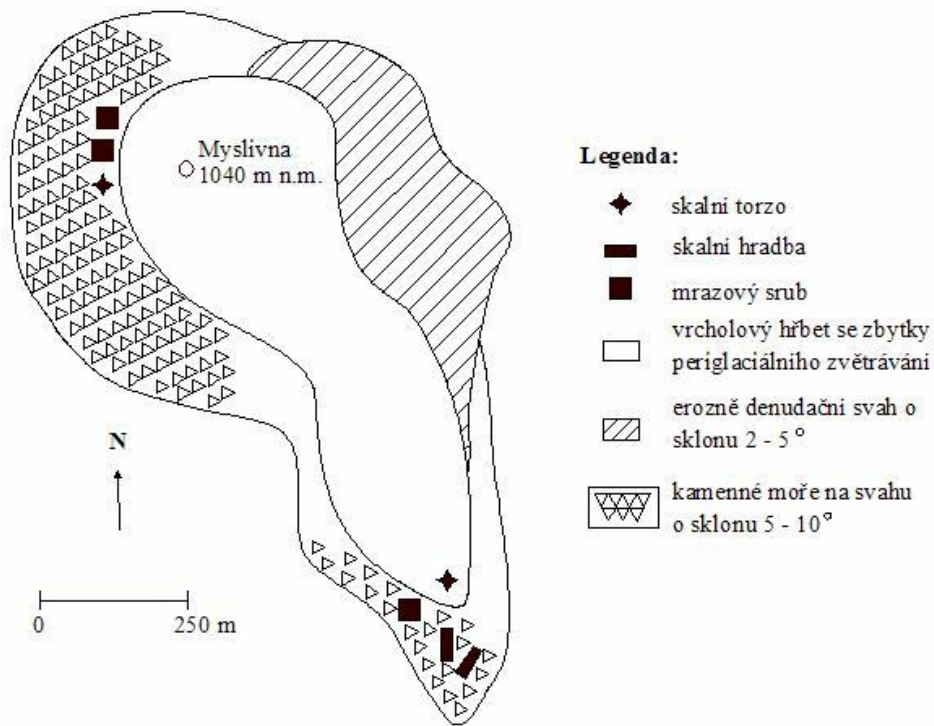 Myslivna
1040 m n.m.
N
0 250 m
Legenda:
skalní torzo
skalní hradba
mrazový srub
vrcholový hřbet se zbytky
periglaciálního zvětrávání
erozně denudační svah o
sklonu 2 - 5 °
kamenné moře na svahu
o sklonu 5 - 10°